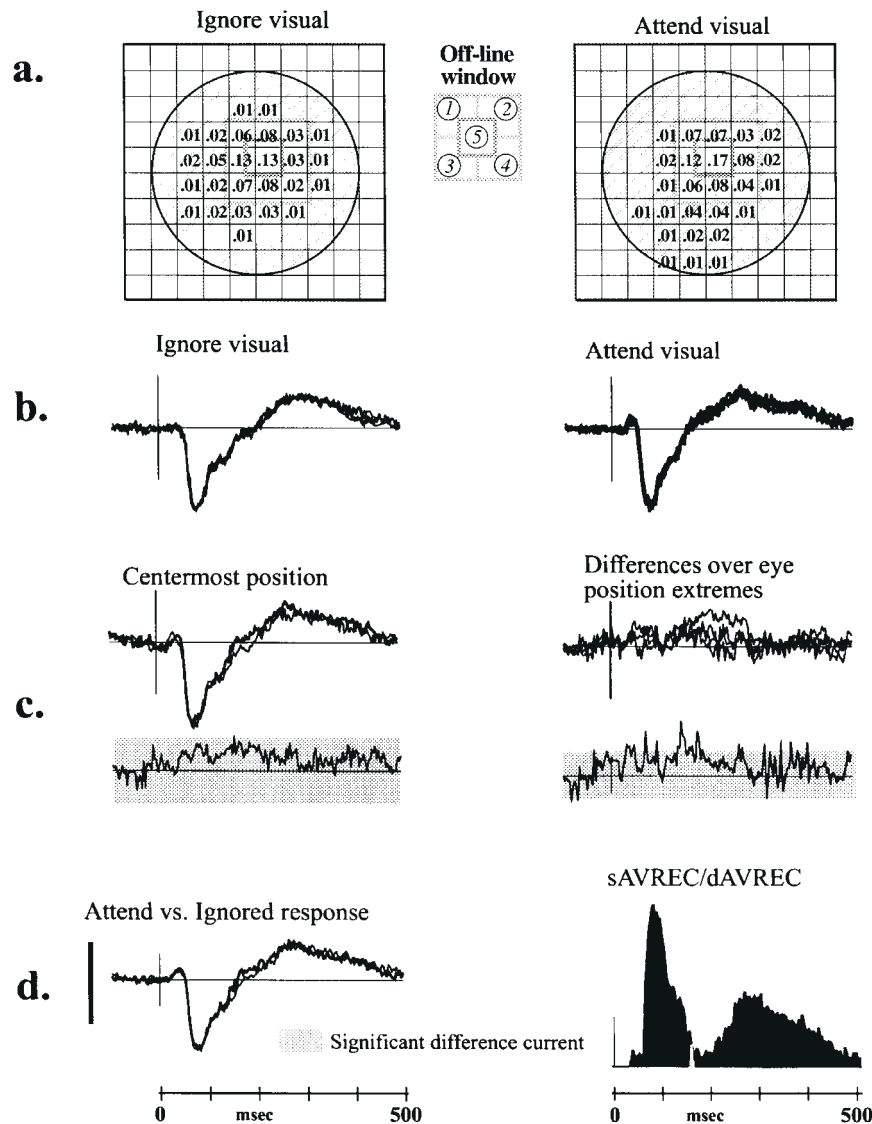 Ignore visual
Attend visual
a.
Off-line
window
1 2
5
3 4
.01 .01
.01 .02 .06 .08 .03 .01
.02 .05 .13 .13 .03 .01
.01 .02 .07 .08 .02 .01
.01 .02 .03 .03 .01
.01
.01 .07 .07 .03 .02
.02 .12 .17 .08 .02
.01 .06 .08 .04 .01
.01 .01 .04 .04 .01
.01 .02 .02
.01 .01 .01
b.
Ignore visual
Attend visual
c.
Centermost position
Differences over eye
position extremes
d.
Attend vs. Ignored response
sAVREC/dAVREC
Significant difference current
0 msec 500
0 msec 500